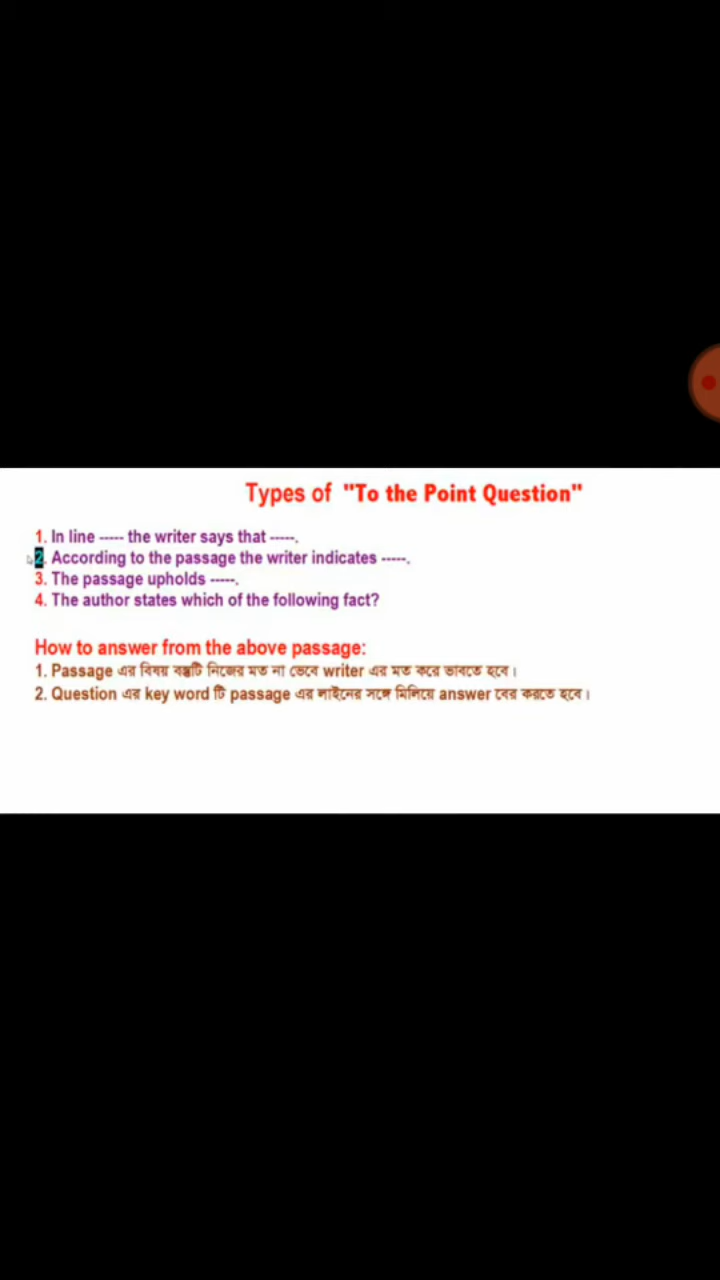 Types of "To the Point Question"
1. In line ----- the writer says that -----.
2. According to the passage the writer indicates -----.
3. The passage upholds -----.
4. The author states which of the following fact?
How to answer from the above passage:
1. Passage এর বিষয় বস্তুটি নিজের মত না ভেবে writer এর মত করে ভাবতে হবে।
2. Question এর key word টি passage এর লাইনের সঙ্গে মিলিয়ে answer বের করতে হবে।